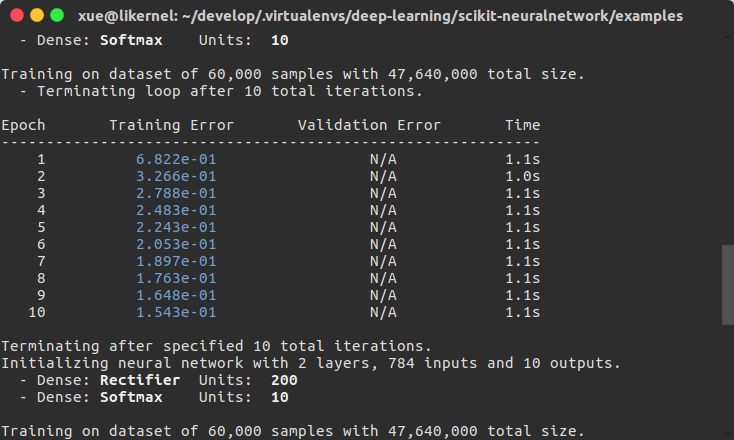 xue@likernel: ~/develop/.virtualenvs/deep-learning/scikit-neuralnetwork/examples
- Dense: Softmax Units: 10
Training on dataset of 60,000 samples with 47,640,000 total size.
- Terminating loop after 10 total iterations.
Epoch Training Error Validation Error Time
------------------------------------------------------------
1 6.822e-01 N/A 1.1s
2 3.266e-01 N/A 1.0s
3 2.788e-01 N/A 1.1s
4 2.483e-01 N/A 1.1s
5 2.243e-01 N/A 1.1s
6 2.053e-01 N/A 1.1s
7 1.897e-01 N/A 1.1s
8 1.763e-01 N/A 1.1s
9 1.648e-01 N/A 1.1s
10 1.543e-01 N/A 1.1s
Terminating after specified 10 total iterations.
Initializing neural network with 2 layers, 784 inputs and 10 outputs.
- Dense: Rectifier Units: 200
- Dense: Softmax Units: 10
Training on dataset of 60,000 samples with 47,640,000 total size.